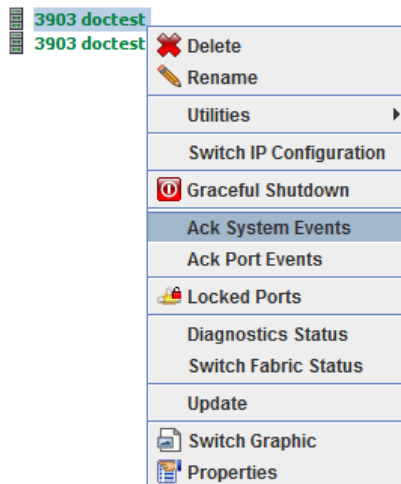 3903 doctest
3903 doctest
Delete
Rename
Utilities
Switch IP Configuration
Graceful Shutdown
Ack System Events
Ack Port Events
Locked Ports
Diagnostics Status
Switch Fabric Status
Update
Switch Graphic
Properties